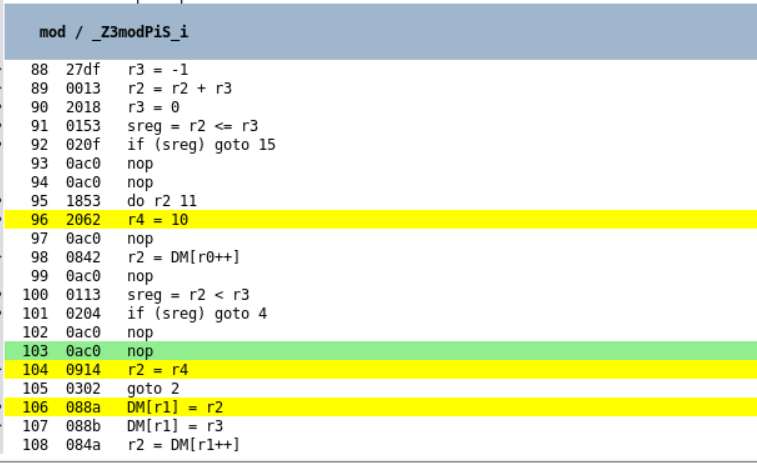 mod / _Z3modPiS_i
88 27df r3 = -1
89 0013 r2 = r2 + r3
90 2018 r3 = 0
91 0153 sreg = r2 <= r3
92 020f if (sreg) goto 15
93 0ac0 nop
94 0ac0 nop
95 1853 do r2 11
96 2062 r4 = 10
97 0ac0 nop
98 0842 r2 = DM[r0++]
99 0ac0 nop
100 0113 sreg = r2 < r3
101 0204 if (sreg) goto 4
102 0ac0 nop
103 0ac0 nop
104 0914 r2 = r4
105 0302 goto 2
106 088a DM[r1] = r2
107 088b DM[r1] = r3
108 084a r2 = DM[r1++]